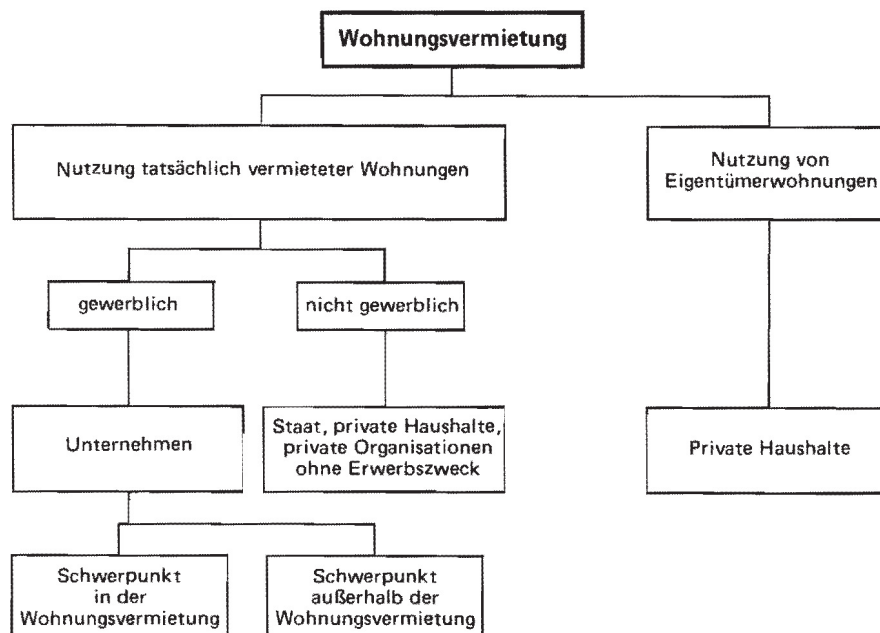 Wohnungsvermietung
Nutzung tatsächlich vermieteter Wohnungen
Nutzung von
Eigentümerwohnungen
gewerblich
nicht gewerblich
Unternehmen
Staat, private Haushalte,
private Organisationen
ohne Erwerbszweck
Private Haushalte
Schwerpunkt
in der
Wohnungsvermietung
Schwerpunkt
außerhalb der
Wohnungsvermietung